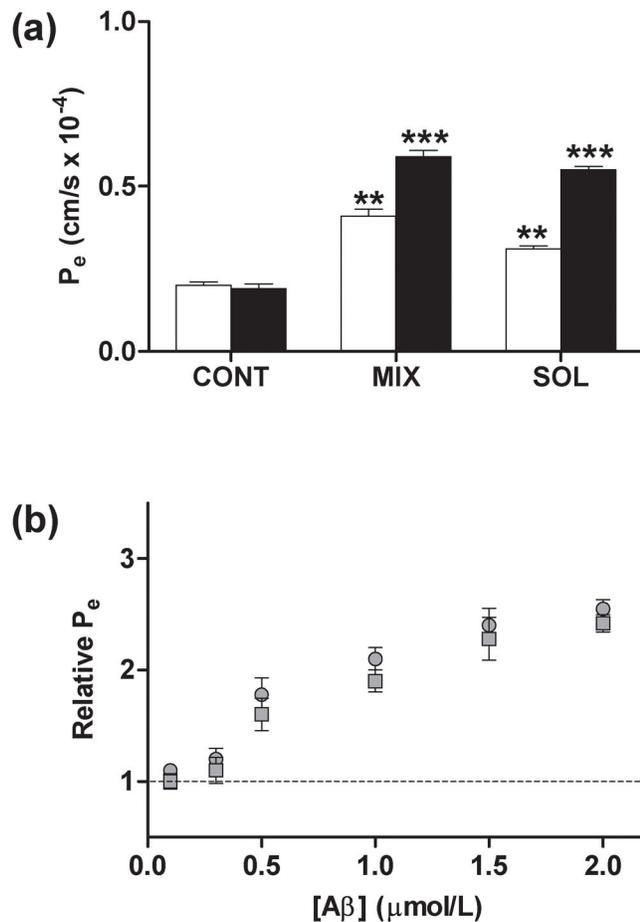 (a)
1.0
0.5
0.0
Pₑ (cm/s x 10⁻⁴)
** *** ** ***
CONT MIX SOL
(b)
3
2
1
Relative Pₑ
0.0 0.5 1.0 1.5 2.0
[Aβ] (μmol/L)